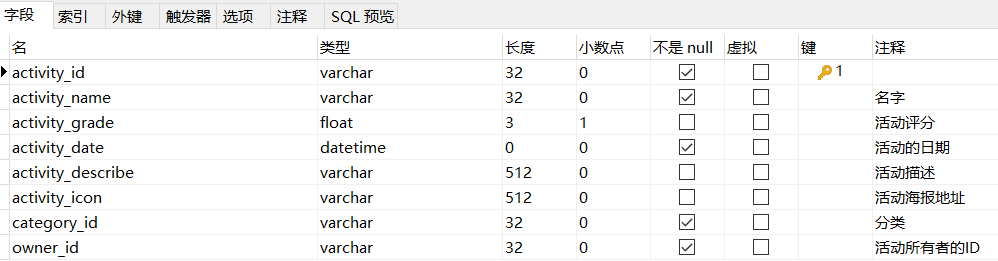 字段 索引 外键 触发器 选项 注释 SQL 预览
名 类型 长度 小数点 不是 null 虚拟 键 注释
activity_id varchar 32 0 1
activity_name varchar 32 0 名字
activity_grade float 3 1 活动评分
activity_date datetime 0 0 活动的日期
activity_describe varchar 512 0 活动描述
activity_icon varchar 512 0 活动海报地址
category_id varchar 32 0 分类
owner_id varchar 32 0 活动所有者的ID